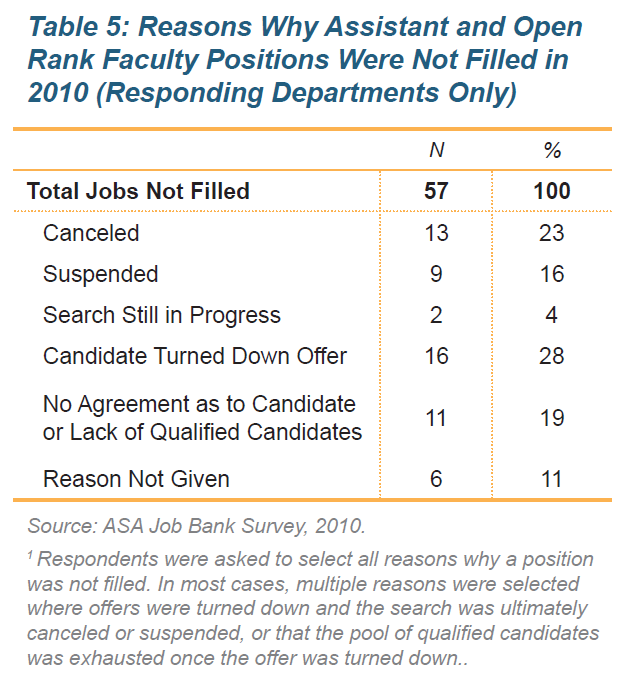 Table 5: Reasons Why Assistant and Open
Rank Faculty Positions Were Not Filled in
2010 (Responding Departments Only)
N %
Total Jobs Not Filled 57 100
Canceled 13 23
Suspended 9 16
Search Still in Progress 2 4
Candidate Turned Down Offer 16 28
No Agreement as to Candidate
or Lack of Qualified Candidates 11 19
Reason Not Given 6 11
Source: ASA Job Bank Survey, 2010.
¹ Respondents were asked to select all reasons why a position
was not filled. In most cases, multiple reasons were selected
where offers were turned down and the search was ultimately
canceled or suspended, or that the pool of qualified candidates
was exhausted once the offer was turned down..